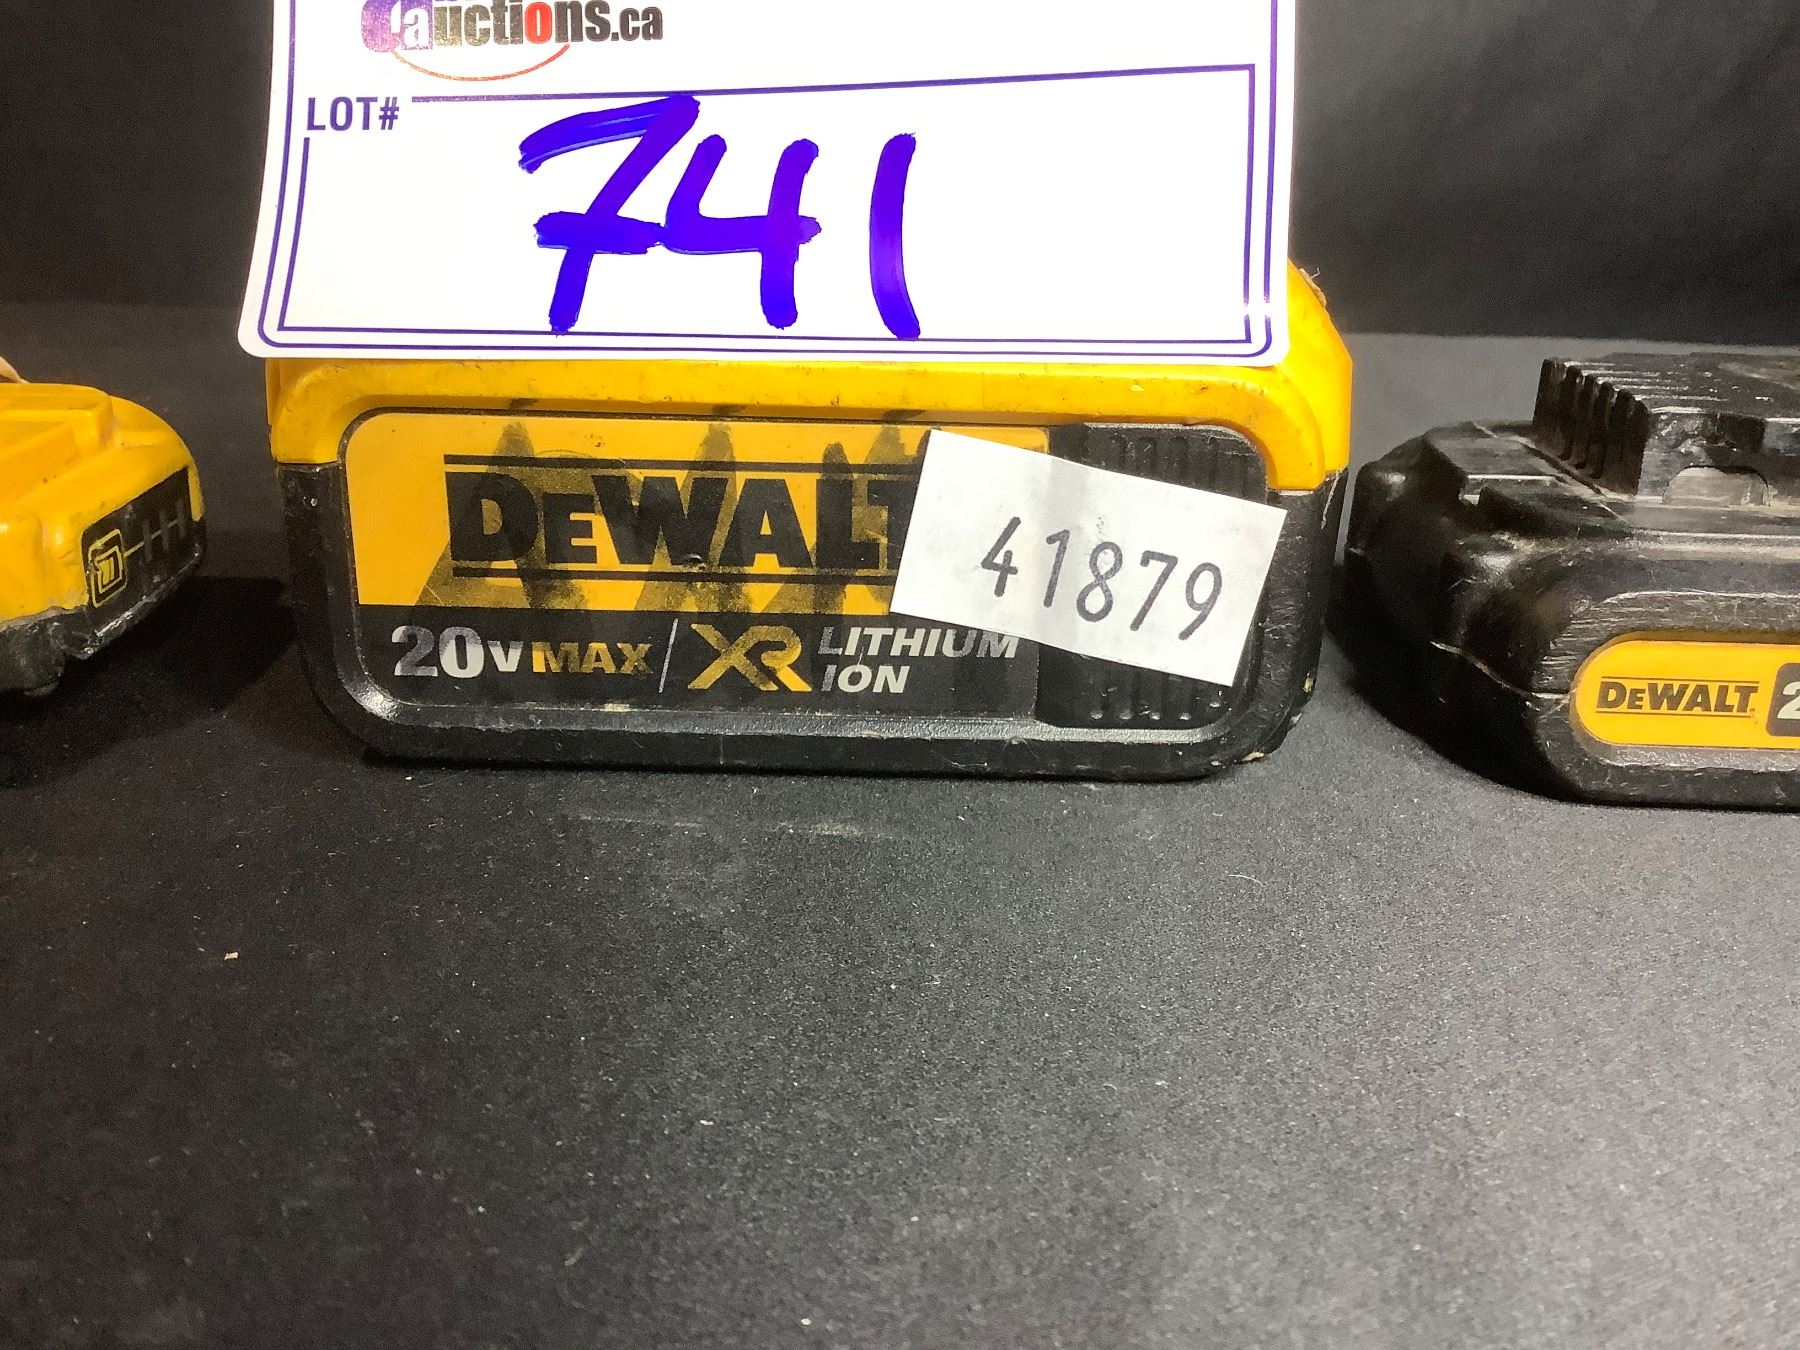 auctions.ca
LOT#
741
DEWALT
41879
20V MAX XR LITHIUM ION
DEWALT